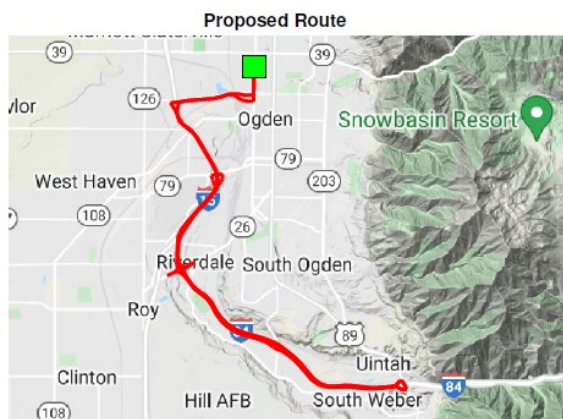 Proposed Route
39
39
126
Ogden
Snowbasin Resort
79
West Haven
79
203
15
108
26
Riverdale
South Ogden
Roy
84
89
Uintah
Clinton
84
South Weber
Hill AFB
108